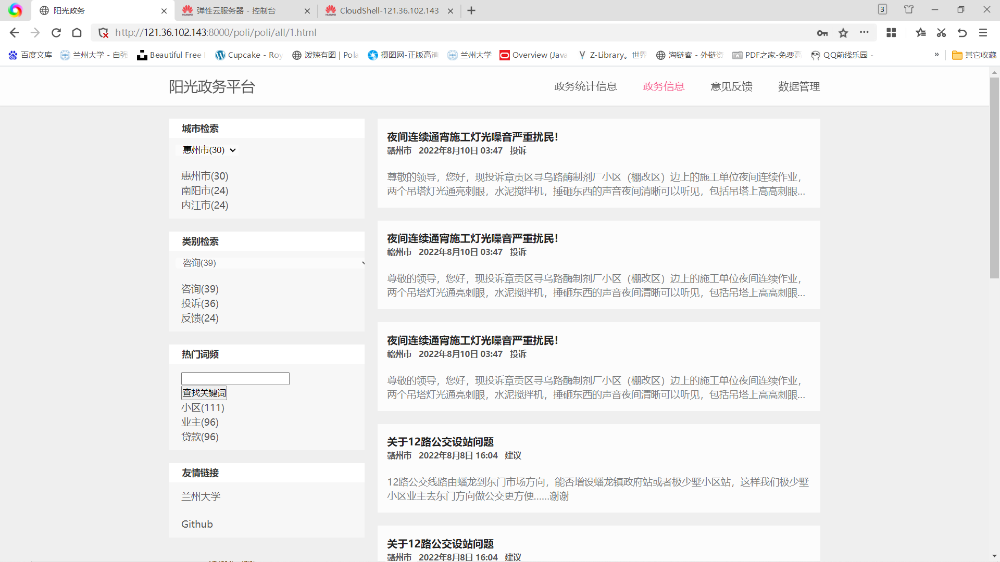 阳光政务
弹性云服务器 - 控制台
CloudShell-121.36.102.143
3
http://121.36.102.143:8000/poli/poli/all/1.html
百度文库
兰州大学 - 自强
Beautiful Free
Cupcake - Roy
泼辣有图 | Pola
摄图网-正版高清
兰州大学
Overview (Java
Z-Library。世界
淘链客 - 外链资
PDF之家-免费高
QQ前线乐园 -
»
其它收藏
阳光政务平台
政务统计信息
政务信息
意见反馈
数据管理
城市检索
惠州市(30)
惠州市(30)
南阳市(24)
内江市(24)
类别检索
咨询(39)
咨询(39)
投诉(36)
反馈(24)
热门词频
查找关键词
小区(111)
业主(96)
贷款(96)
友情链接
兰州大学
Github
夜间连续通宵施工灯光噪音严重扰民！
赣州市 2022年8月10日 03:47 投诉
尊敬的领导，您好，现投诉章贡区寻乌路酶制剂厂小区（棚改区）边上的施工单位夜间连续作业，
两个吊塔灯光通亮刺眼，水泥搅拌机，捶砸东西的声音夜间清晰可以听见，包括吊塔上高高刺眼...
夜间连续通宵施工灯光噪音严重扰民！
赣州市 2022年8月10日 03:47 投诉
尊敬的领导，您好，现投诉章贡区寻乌路酶制剂厂小区（棚改区）边上的施工单位夜间连续作业，
两个吊塔灯光通亮刺眼，水泥搅拌机，捶砸东西的声音夜间清晰可以听见，包括吊塔上高高刺眼...
夜间连续通宵施工灯光噪音严重扰民！
赣州市 2022年8月10日 03:47 投诉
尊敬的领导，您好，现投诉章贡区寻乌路酶制剂厂小区（棚改区）边上的施工单位夜间连续作业，
两个吊塔灯光通亮刺眼，水泥搅拌机，捶砸东西的声音夜间清晰可以听见，包括吊塔上高高刺眼...
关于12路公交设站问题
赣州市 2022年8月8日 16:04 建议
12路公交线路由蟠龙到东门市场方向，能否增设蟠龙镇政府站或者极少墅小区站，这样我们极少墅
小区业主去东门方向做公交更方便......谢谢
关于12路公交设站问题
赣州市 2022年8月8日 16:04 建议